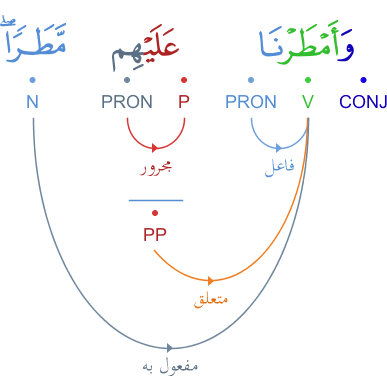 وَأَمْطَرْنَا عَلَيْهِم مَّطَرًا ۖ
CONJ V PRON P PRON N
فاعل
مجرور
PP
متعلق
مفعول به